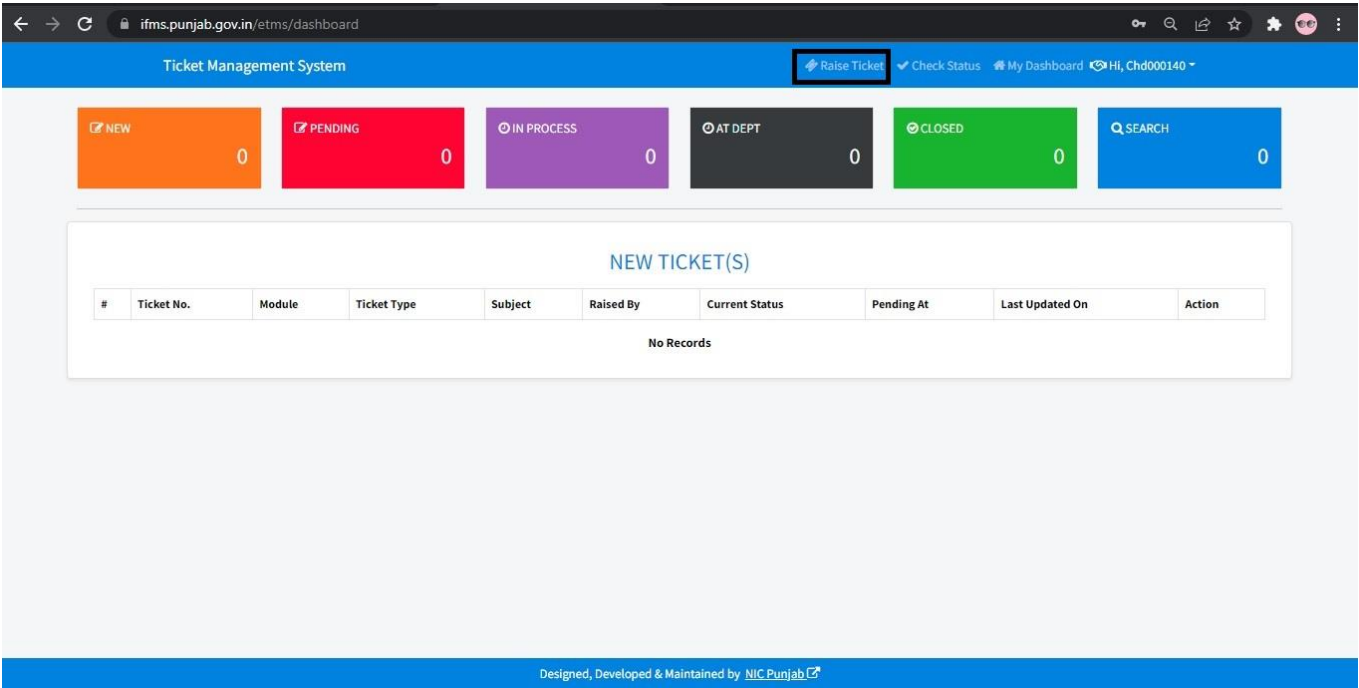 ifms.punjab.gov.in/etms/dashboard
Ticket Management System
Raise Ticket Check Status My Dashboard Hi, Chd000140
NEW PENDING IN PROCESS AT DEPT CLOSED SEARCH
0 0 0 0 0 0
NEW TICKET(S)
# Ticket No. Module Ticket Type Subject Raised By Current Status Pending At Last Updated On Action
No Records
Designed, Developed & Maintained by NIC Punjab